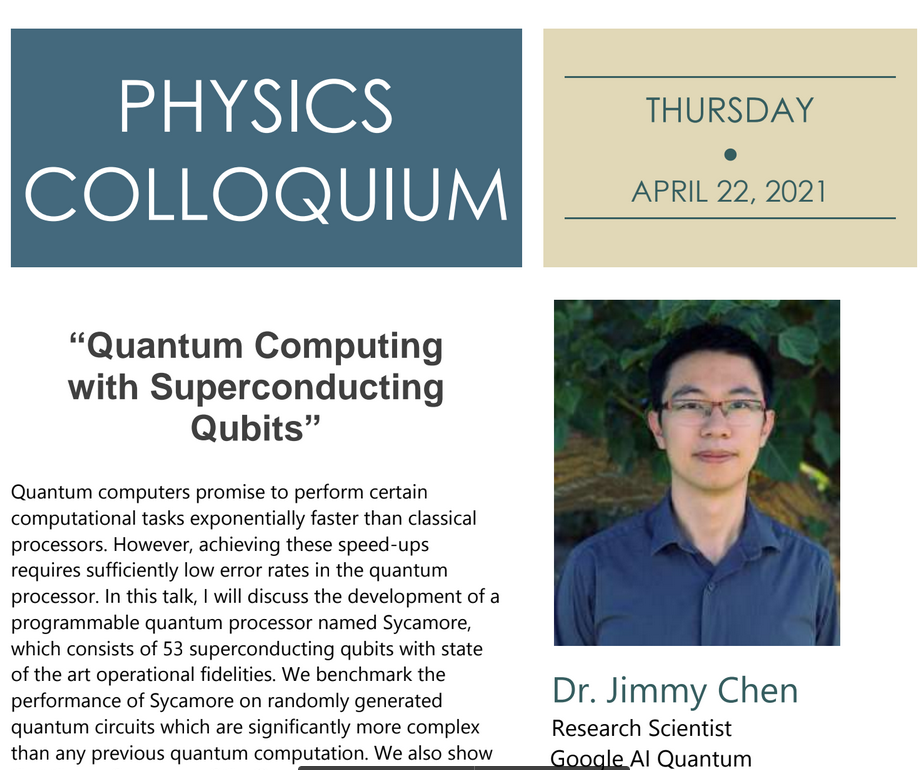 PHYSICS
COLLOQUIUM
THURSDAY
●
APRIL 22, 2021
“Quantum Computing
with Superconducting
Qubits”
Quantum computers promise to perform certain
computational tasks exponentially faster than classical
processors. However, achieving these speed-ups
requires sufficiently low error rates in the quantum
processor. In this talk, I will discuss the development of a
programmable quantum processor named Sycamore,
which consists of 53 superconducting qubits with state
of the art operational fidelities. We benchmark the
performance of Sycamore on randomly generated
quantum circuits which are significantly more complex
than any previous quantum computation. We also show
Dr. Jimmy Chen
Research Scientist
Google AI Quantum